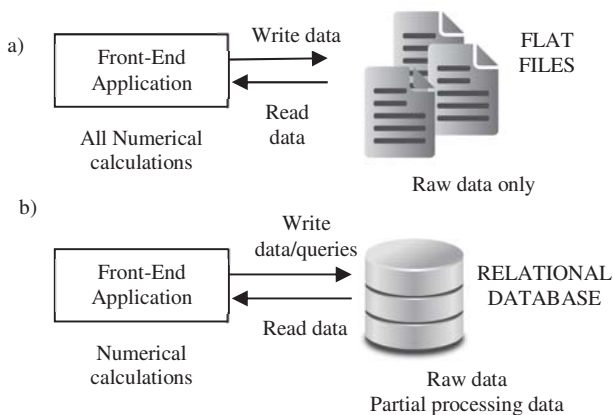 a)
Front-End
Application
All Numerical
calculations
Write data
Read
data
FLAT
FILES
Raw data only
b)
Front-End
Application
Numerical
calculations
Write
data/queries
Read data
RELATIONAL
DATABASE
Raw data
Partial processing data